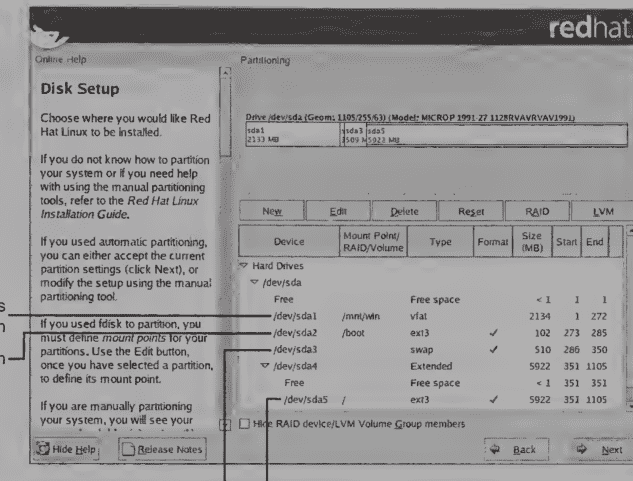 redhat.
Online Help
Disk Setup
Choose where you would like Red
Hat Linux to be installed.
If you do not know how to partition
your system or if you need help
with using the manual partitioning
tools, refer to the Red Hat Linux
Installation Guide.
If you used automatic partitioning,
you can either accept the current
partition settings (click Next), or
modify the setup using the manual
partitioning tool.
If you used fdisk to partition, you
must define mount points for your
partitions. Use the Edit button,
once you have selected a partition,
to define its mount point.
If you are manually partitioning
your system, you will see your
Partitioning
Drive /dev/sda (Geom: 1105/255/63) (Model: MICROP 1991-27 1128RVAVRVAV1991)
sda1 sda3 sda5
2133 MB 509 M 5922 MB
New Edit Delete Reset RAID LVM
Device Mount Point/ RAID/Volume Type Format Size (MB) Start End
Hard Drives
/dev/sda
Free Free space < 1 1 1
/dev/sda1 /mnt/win vfat 2134 1 272
/dev/sda2 /boot ext3 ✓ 102 273 285
/dev/sda3 swap ✓ 510 286 350
/dev/sda4 Extended 5922 351 1105
Free Free space < 1 351 351
/dev/sda5 / ext3 ✓ 5922 351 1105
Hide RAID device/LVM Volume Group members
Hide Help Release Notes Back Next